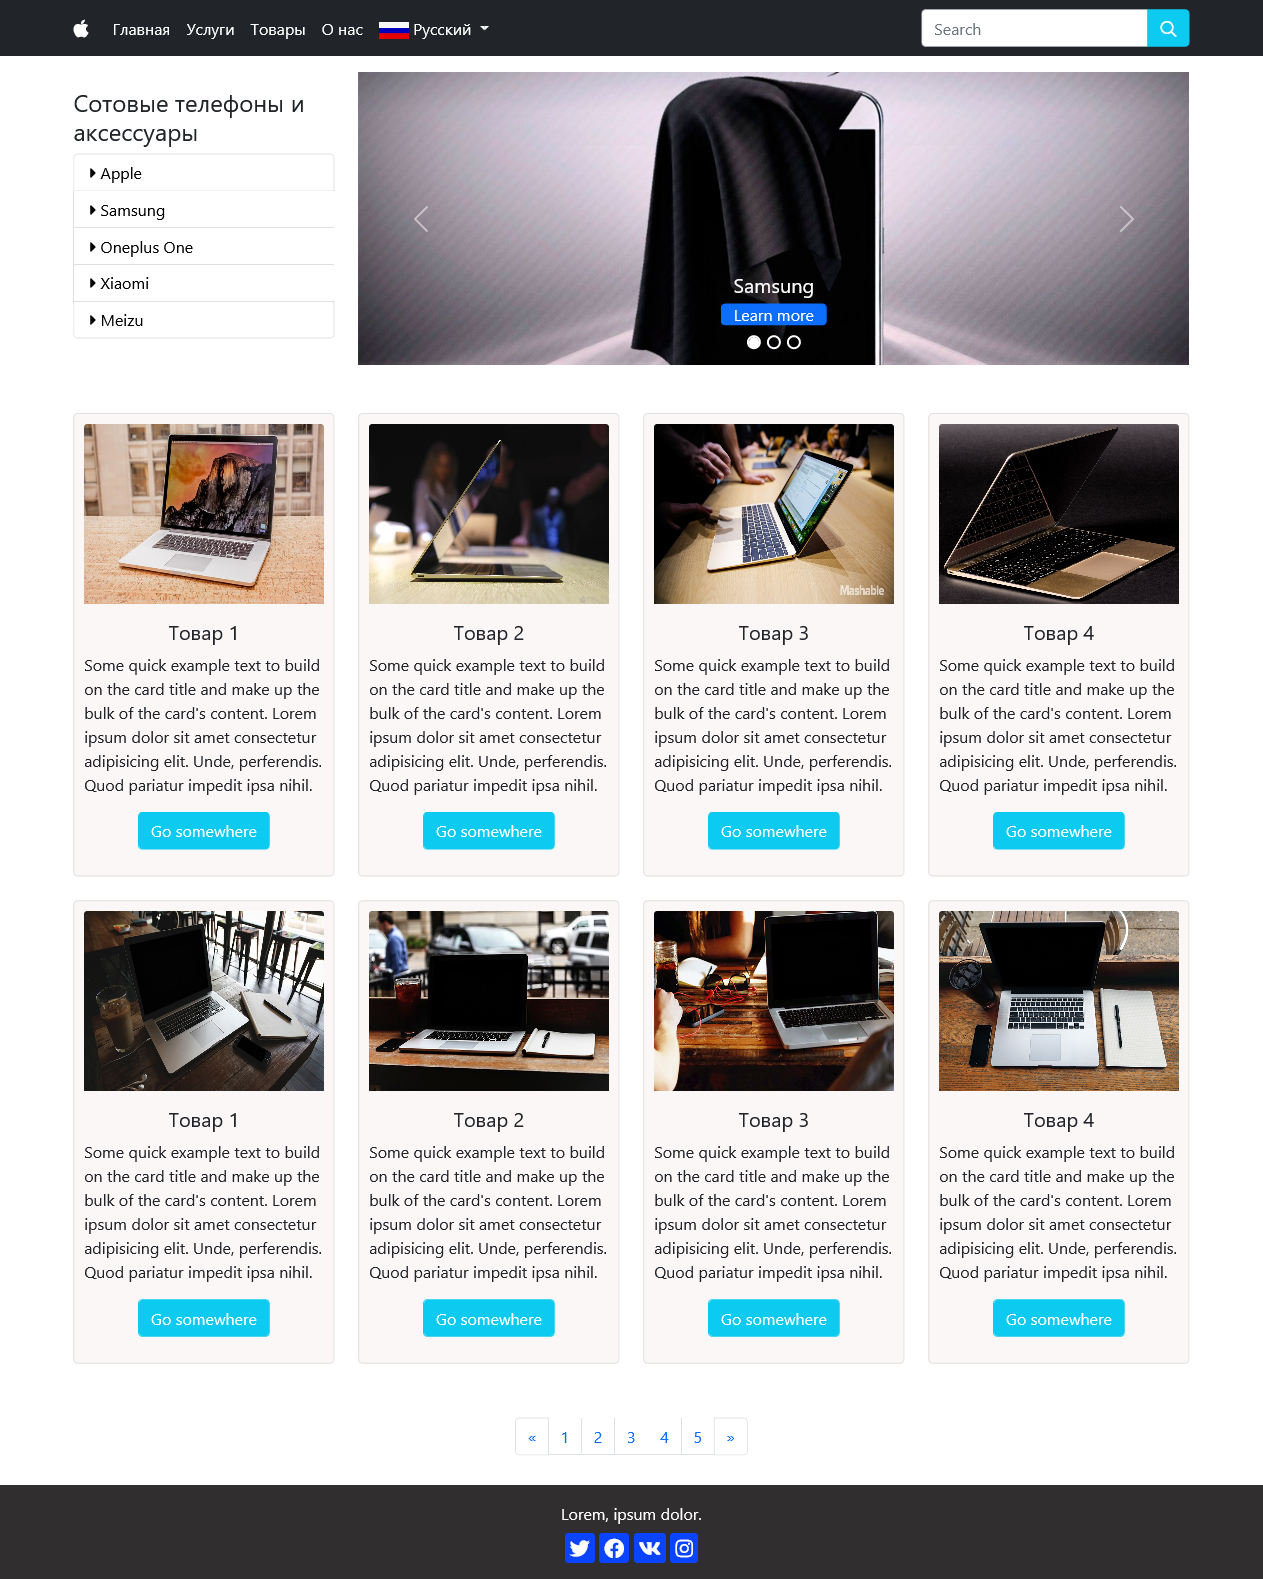 Главная Услуги Товары О нас Русский Search
Сотовые телефоны и
аксессуары
Apple
Samsung
Oneplus One
Xiaomi
Meizu
Samsung
Learn more
Mashable
Товар 1
Some quick example text to build
on the card title and make up the
bulk of the card's content. Lorem
ipsum dolor sit amet consectetur
adipisicing elit. Unde, perferendis.
Quod pariatur impedit ipsa nihil.
Go somewhere
Товар 2
Some quick example text to build
on the card title and make up the
bulk of the card's content. Lorem
ipsum dolor sit amet consectetur
adipisicing elit. Unde, perferendis.
Quod pariatur impedit ipsa nihil.
Go somewhere
Товар 3
Some quick example text to build
on the card title and make up the
bulk of the card's content. Lorem
ipsum dolor sit amet consectetur
adipisicing elit. Unde, perferendis.
Quod pariatur impedit ipsa nihil.
Go somewhere
Товар 4
Some quick example text to build
on the card title and make up the
bulk of the card's content. Lorem
ipsum dolor sit amet consectetur
adipisicing elit. Unde, perferendis.
Quod pariatur impedit ipsa nihil.
Go somewhere
Товар 1
Some quick example text to build
on the card title and make up the
bulk of the card's content. Lorem
ipsum dolor sit amet consectetur
adipisicing elit. Unde, perferendis.
Quod pariatur impedit ipsa nihil.
Go somewhere
Товар 2
Some quick example text to build
on the card title and make up the
bulk of the card's content. Lorem
ipsum dolor sit amet consectetur
adipisicing elit. Unde, perferendis.
Quod pariatur impedit ipsa nihil.
Go somewhere
Товар 3
Some quick example text to build
on the card title and make up the
bulk of the card's content. Lorem
ipsum dolor sit amet consectetur
adipisicing elit. Unde, perferendis.
Quod pariatur impedit ipsa nihil.
Go somewhere
Товар 4
Some quick example text to build
on the card title and make up the
bulk of the card's content. Lorem
ipsum dolor sit amet consectetur
adipisicing elit. Unde, perferendis.
Quod pariatur impedit ipsa nihil.
Go somewhere
« 1 2 3 4 5 »
Lorem, ipsum dolor.